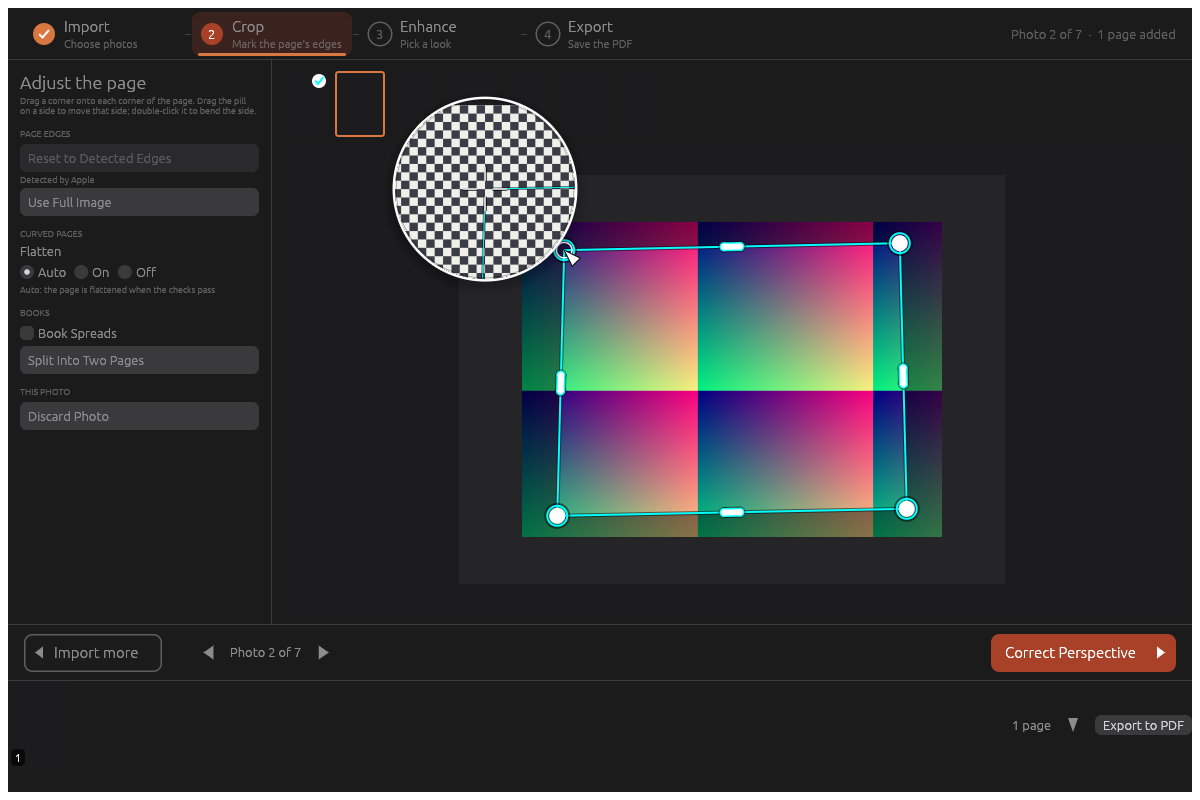 Import
Choose photos
2
Crop
Mark the page's edges
3
Enhance
Pick a look
4
Export
Save the PDF
Photo 2 of 7 · 1 page added
Adjust the page
Drag a corner onto each corner of the page. Drag the pill
on a side to move that side; double-click it to bend the side.
PAGE EDGES
Reset to Detected Edges
Detected by Apple
Use Full Image
CURVED PAGES
Flatten
Auto
On
Off
Auto: the page is flattened when the checks pass
BOOKS
Book Spreads
Split Into Two Pages
THIS PHOTO
Discard Photo
Import more
Photo 2 of 7
Correct Perspective
1 page
Export to PDF
1